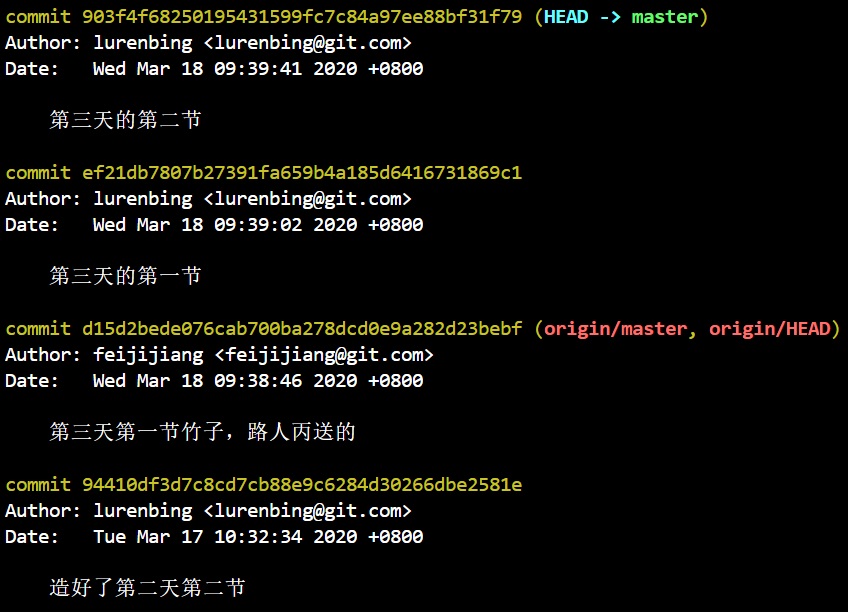 commit 903f4f68250195431599fc7c84a97ee88bf31f79 (HEAD -> master)
Author: lurenbing <lurenbing@git.com>
Date:   Wed Mar 18 09:39:41 2020 +0800
第三天的第二节
commit ef21db7807b27391fa659b4a185d6416731869c1
Author: lurenbing <lurenbing@git.com>
Date:   Wed Mar 18 09:39:02 2020 +0800
第三天的第一节
commit d15d2bede076cab700ba278dcd0e9a282d23bebf (origin/master, origin/HEAD)
Author: feijijiang <feijijiang@git.com>
Date:   Wed Mar 18 09:38:46 2020 +0800
第三天第一节竹子，路人丙送的
commit 94410df3d7c8cd7cb88e9c6284d30266dbe2581e
Author: lurenbing <lurenbing@git.com>
Date:   Tue Mar 17 10:32:34 2020 +0800
造好了第二天第二节